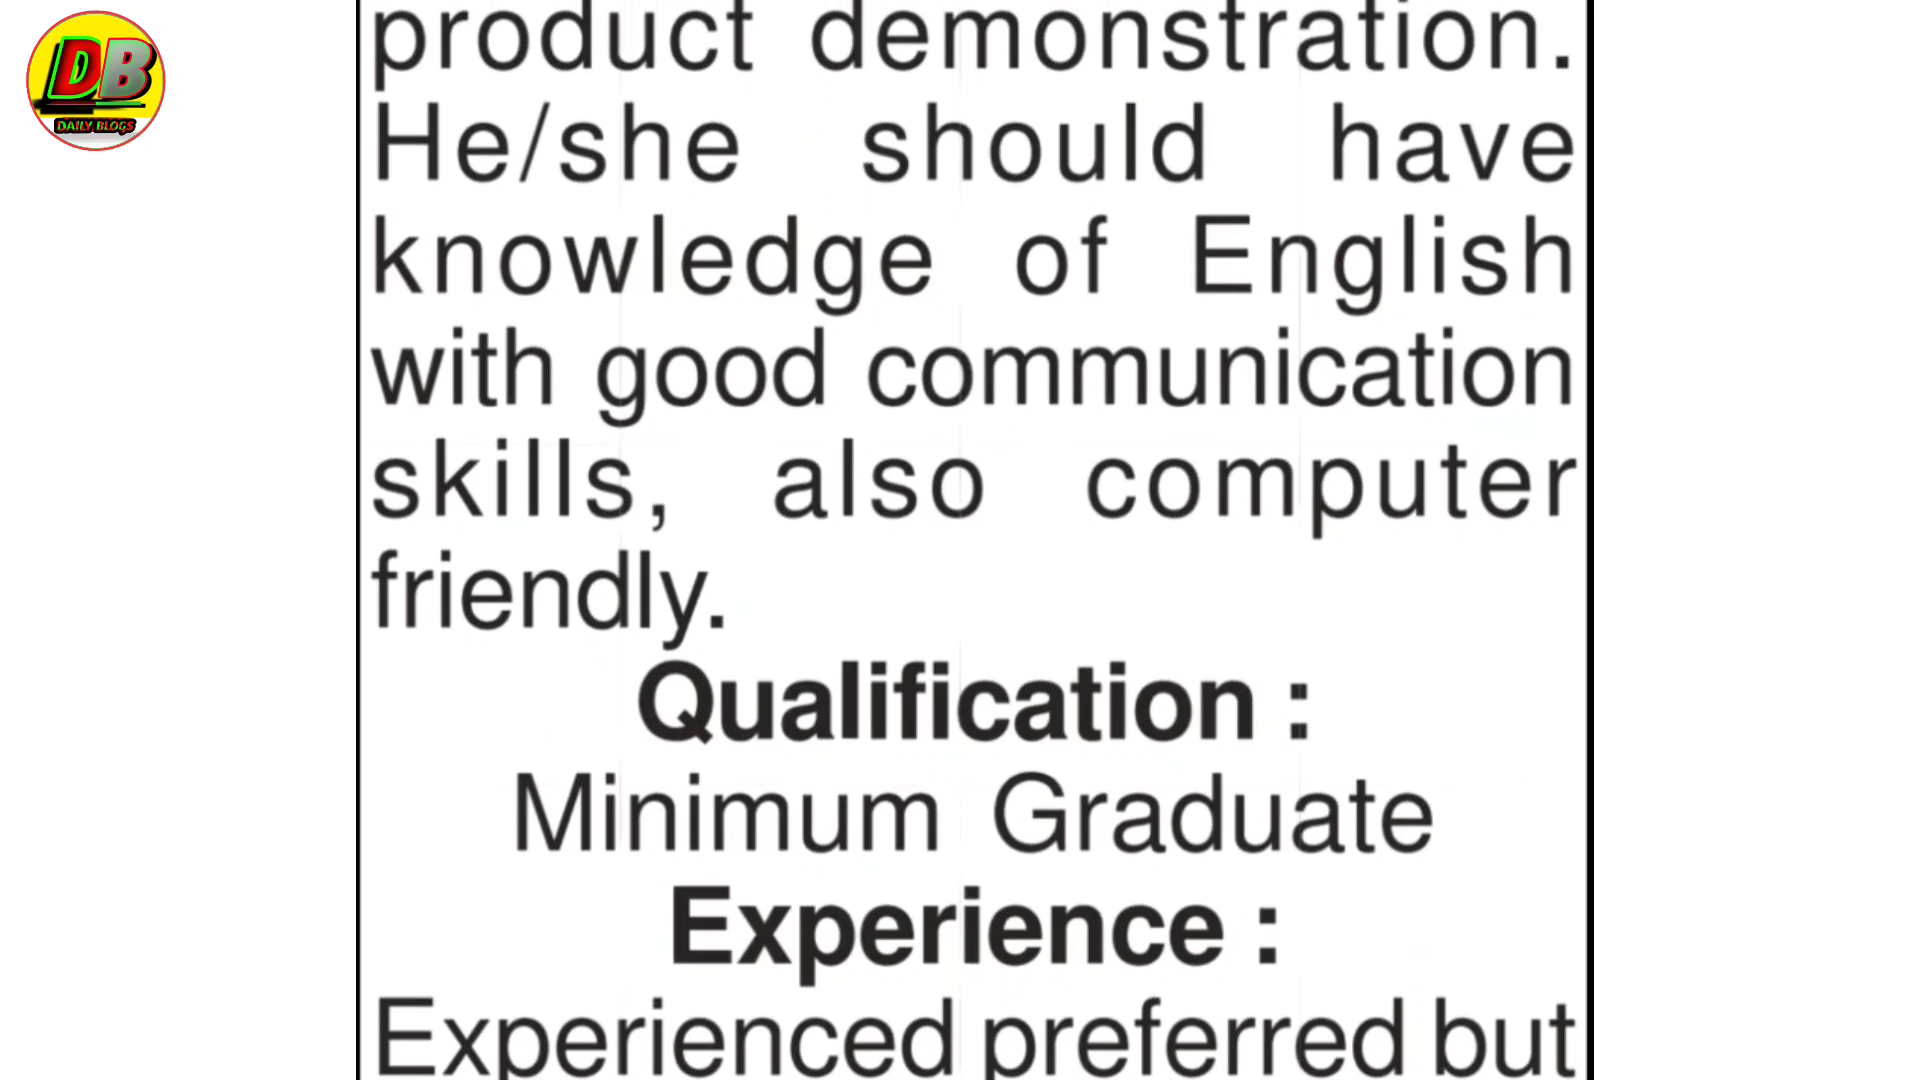 DB
DAILY BLOGS
product demonstration.
He/she should have
knowledge of English
with good communication
skills, also computer
friendly.
Qualification :
Minimum Graduate
Experience :
Experienced preferred but